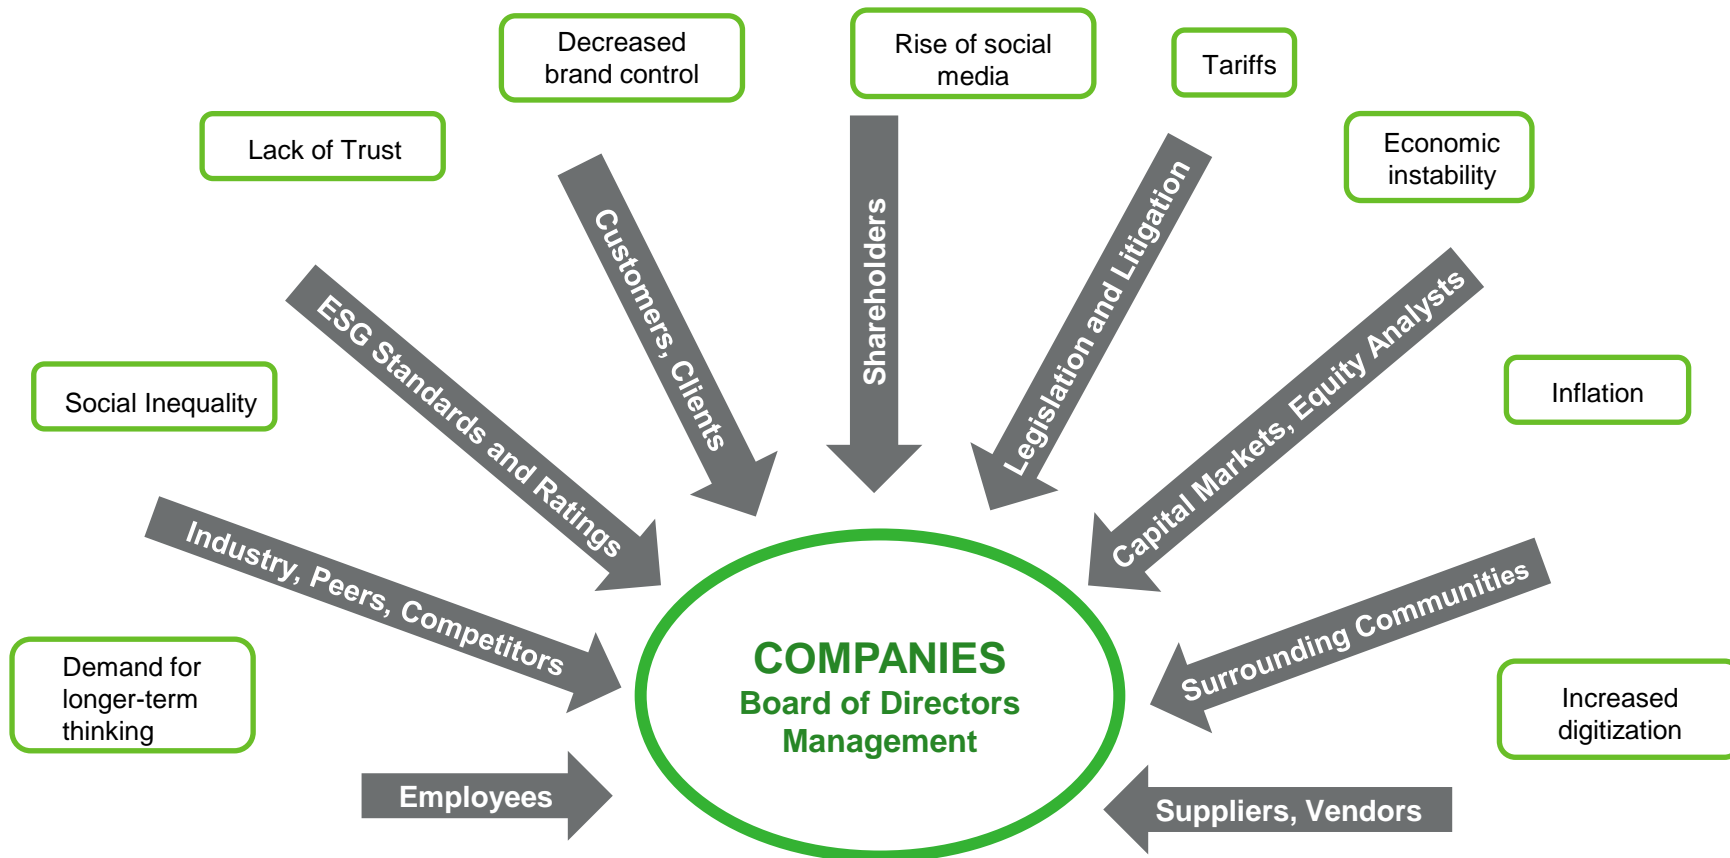 Decreased
brand control
Rise of social
media
Tariffs
Lack of Trust
Economic
instability
Social Inequality
Inflation
Demand for
longer-term
thinking
Increased
digitization
Employees
Industry, Peers, Competitors
ESG Standards and Ratings
Customers, Clients
Shareholders
Legislation and Litigation
Capital Markets, Equity Analysts
Surrounding Communities
Suppliers, Vendors
COMPANIES
Board of Directors
Management